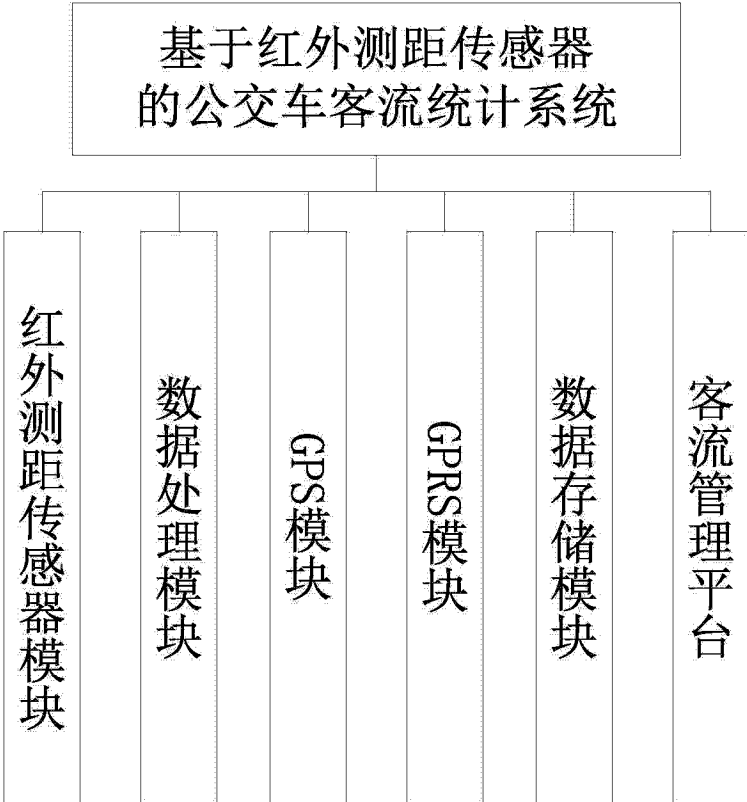 基于红外测距传感器
的公交车客流统计系统
红外测距传感器模块
数据处理模块
GPS模块
GPRS模块
数据存储模块
客流管理平台